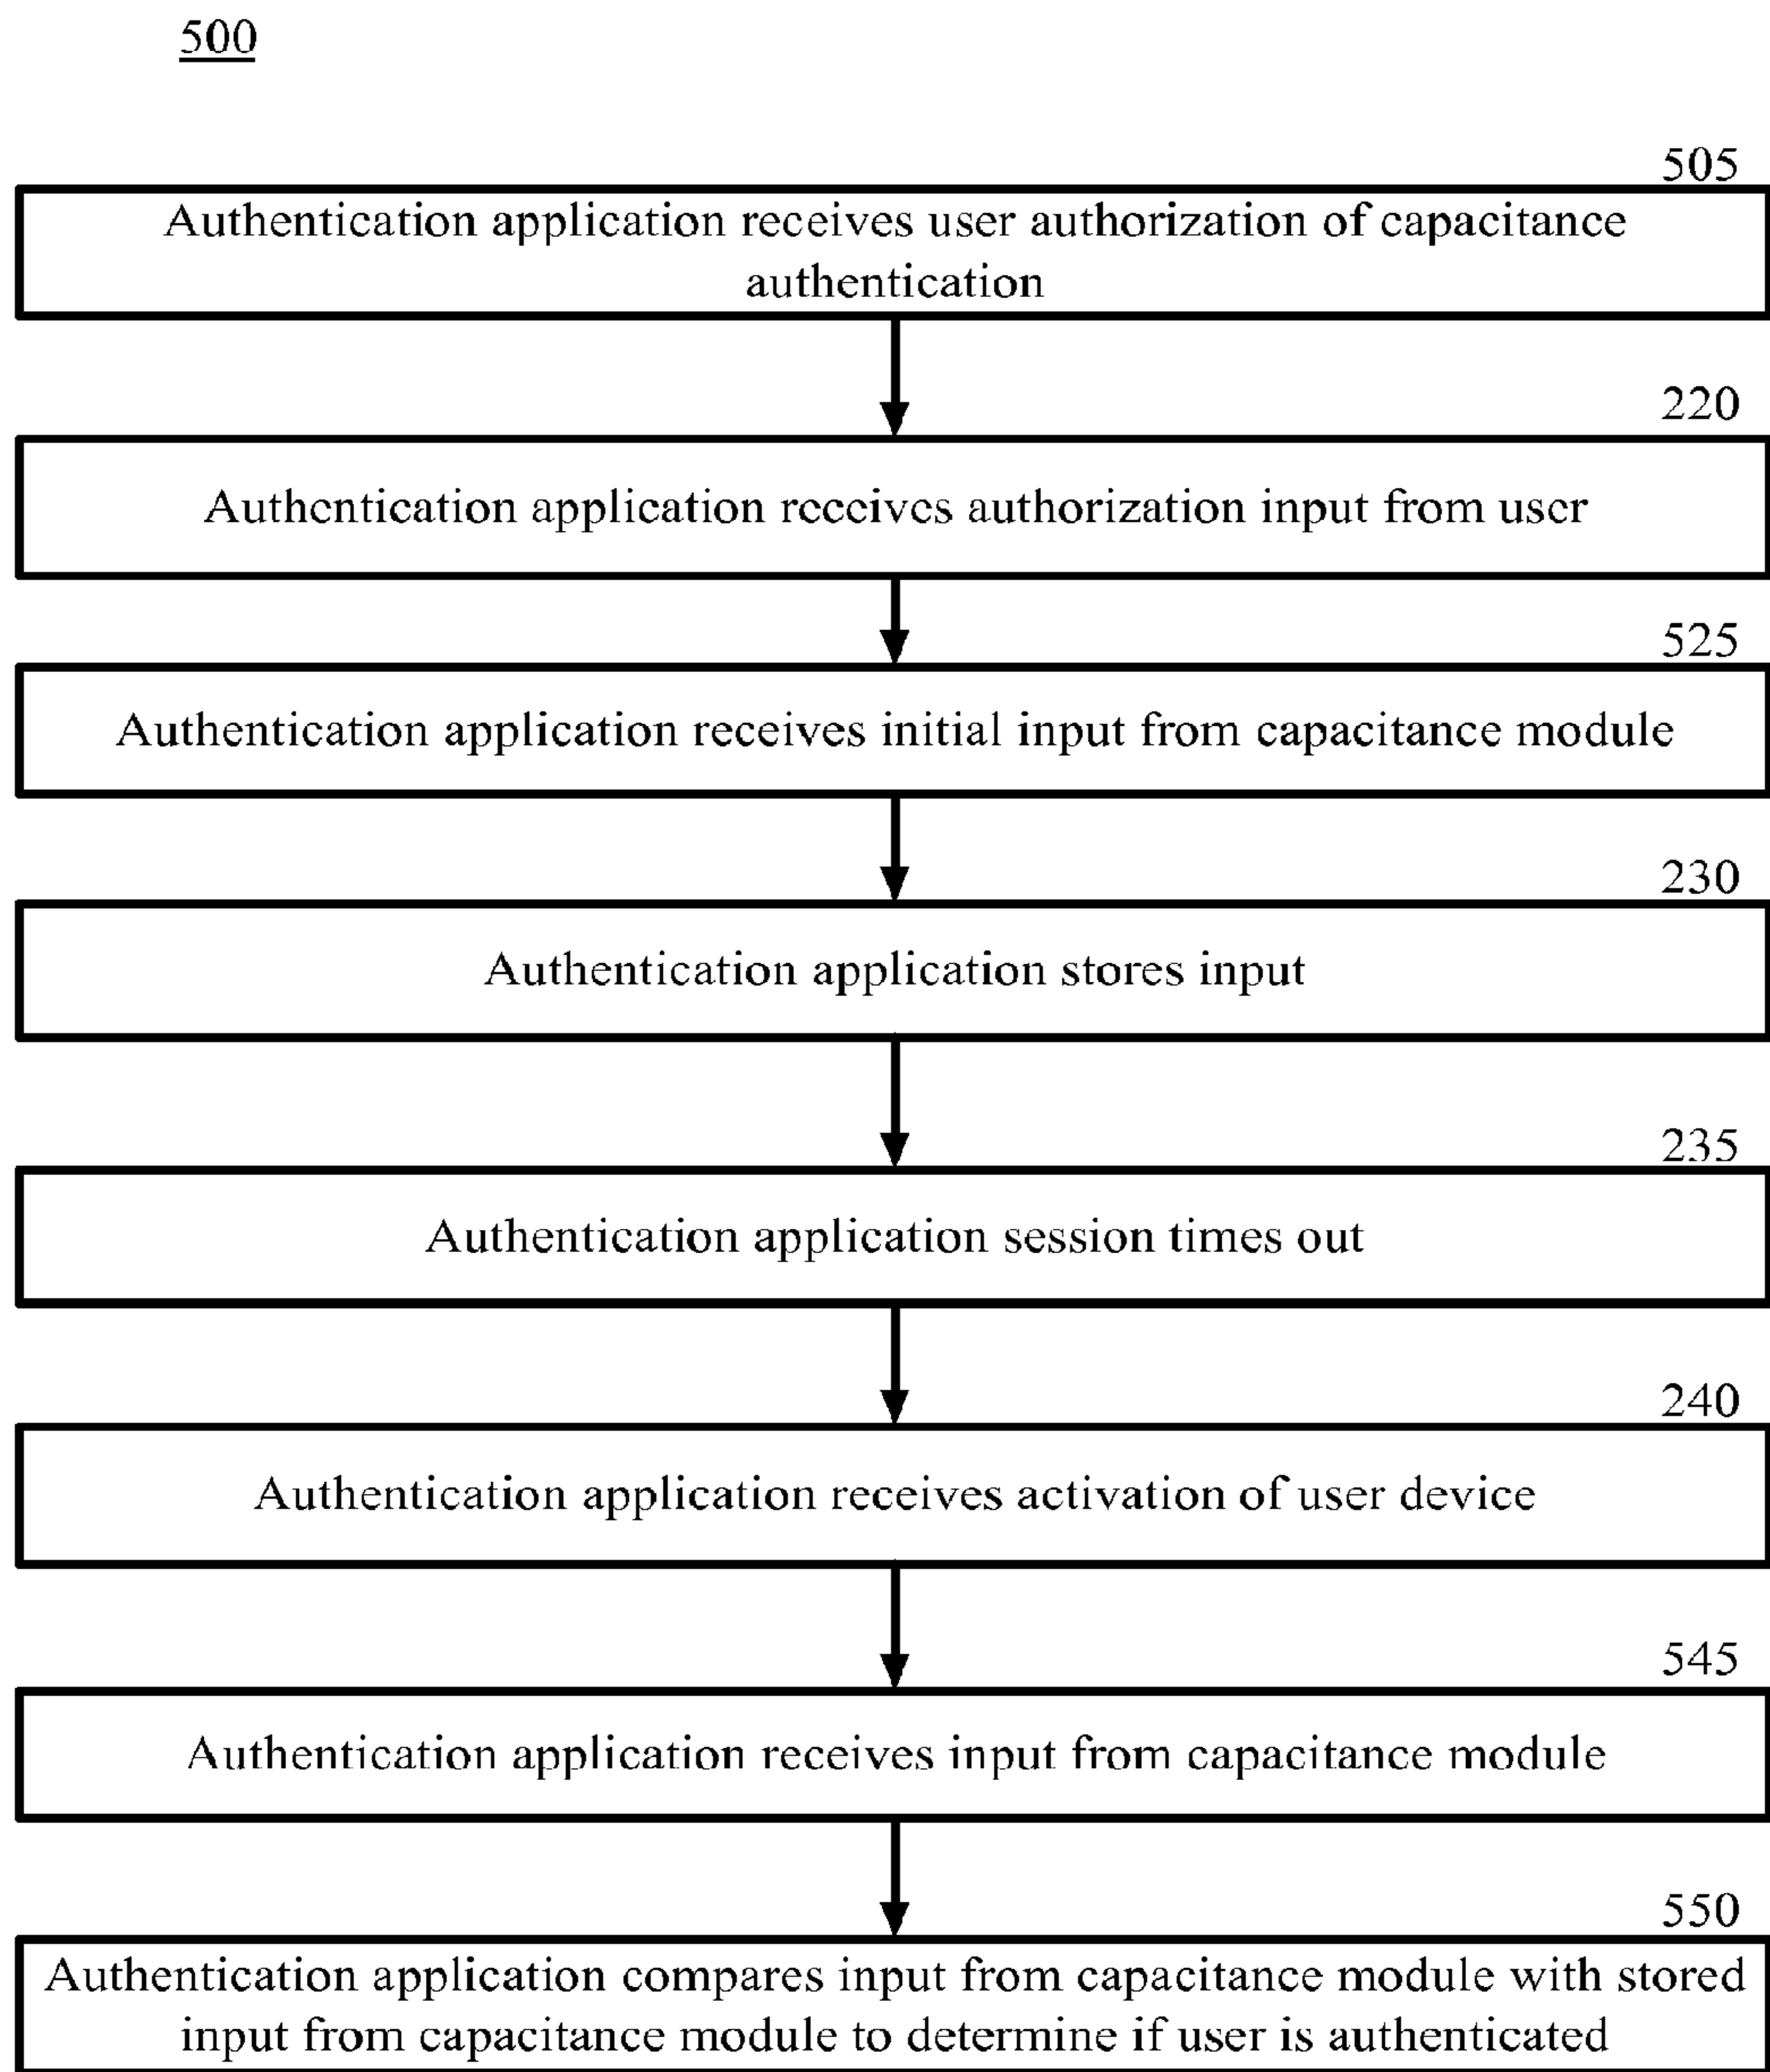 500
505
Authentication application receives user authorization of capacitance
authentication
220
Authentication application receives authorization input from user
525
Authentication application receives initial input from capacitance module
230
Authentication application stores input
235
Authentication application session times out
240
Authentication application receives activation of user device
545
Authentication application receives input from capacitance module
550
Authentication application compares input from capacitance module with stored
input from capacitance module to determine if user is authenticated